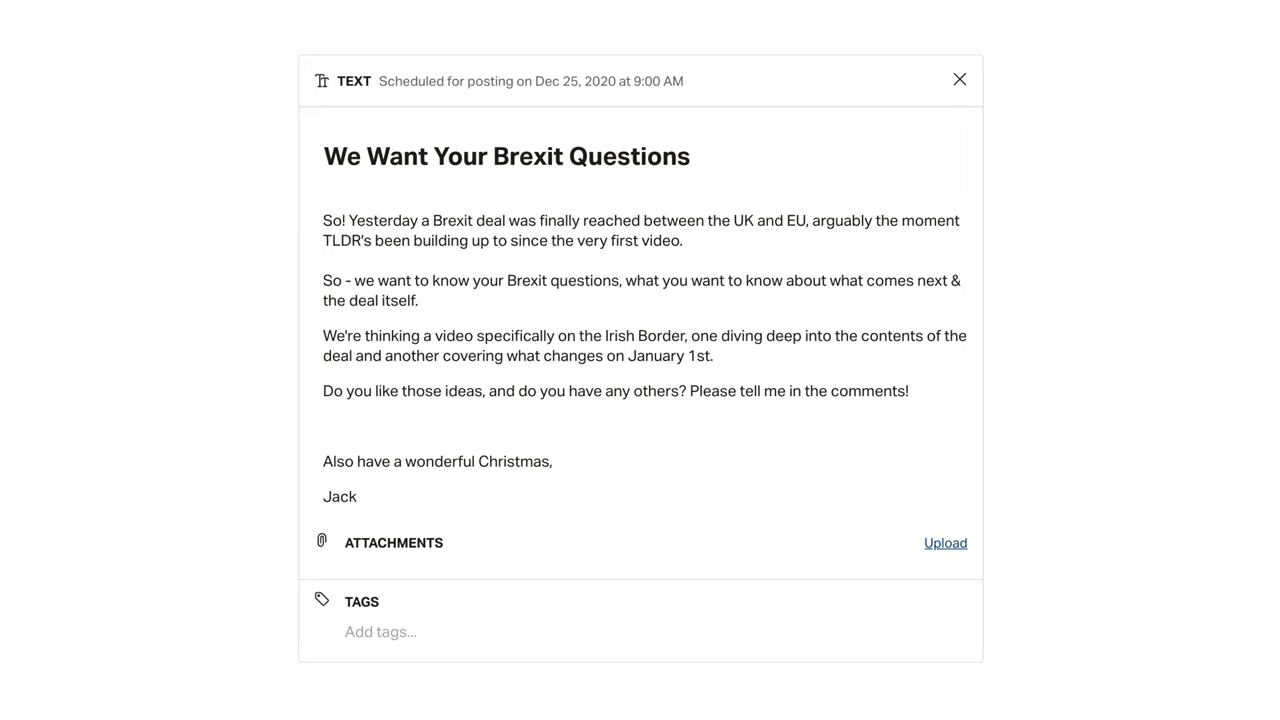 TEXT Scheduled for posting on Dec 25, 2020 at 9:00 AM
We Want Your Brexit Questions
So! Yesterday a Brexit deal was finally reached between the UK and EU, arguably the moment
TLDR's been building up to since the very first video.
So - we want to know your Brexit questions, what you want to know about what comes next &
the deal itself.
We're thinking a video specifically on the Irish Border, one diving deep into the contents of the
deal and another covering what changes on January 1st.
Do you like those ideas, and do you have any others? Please tell me in the comments!
Also have a wonderful Christmas,
Jack
ATTACHMENTS Upload
TAGS
Add tags...